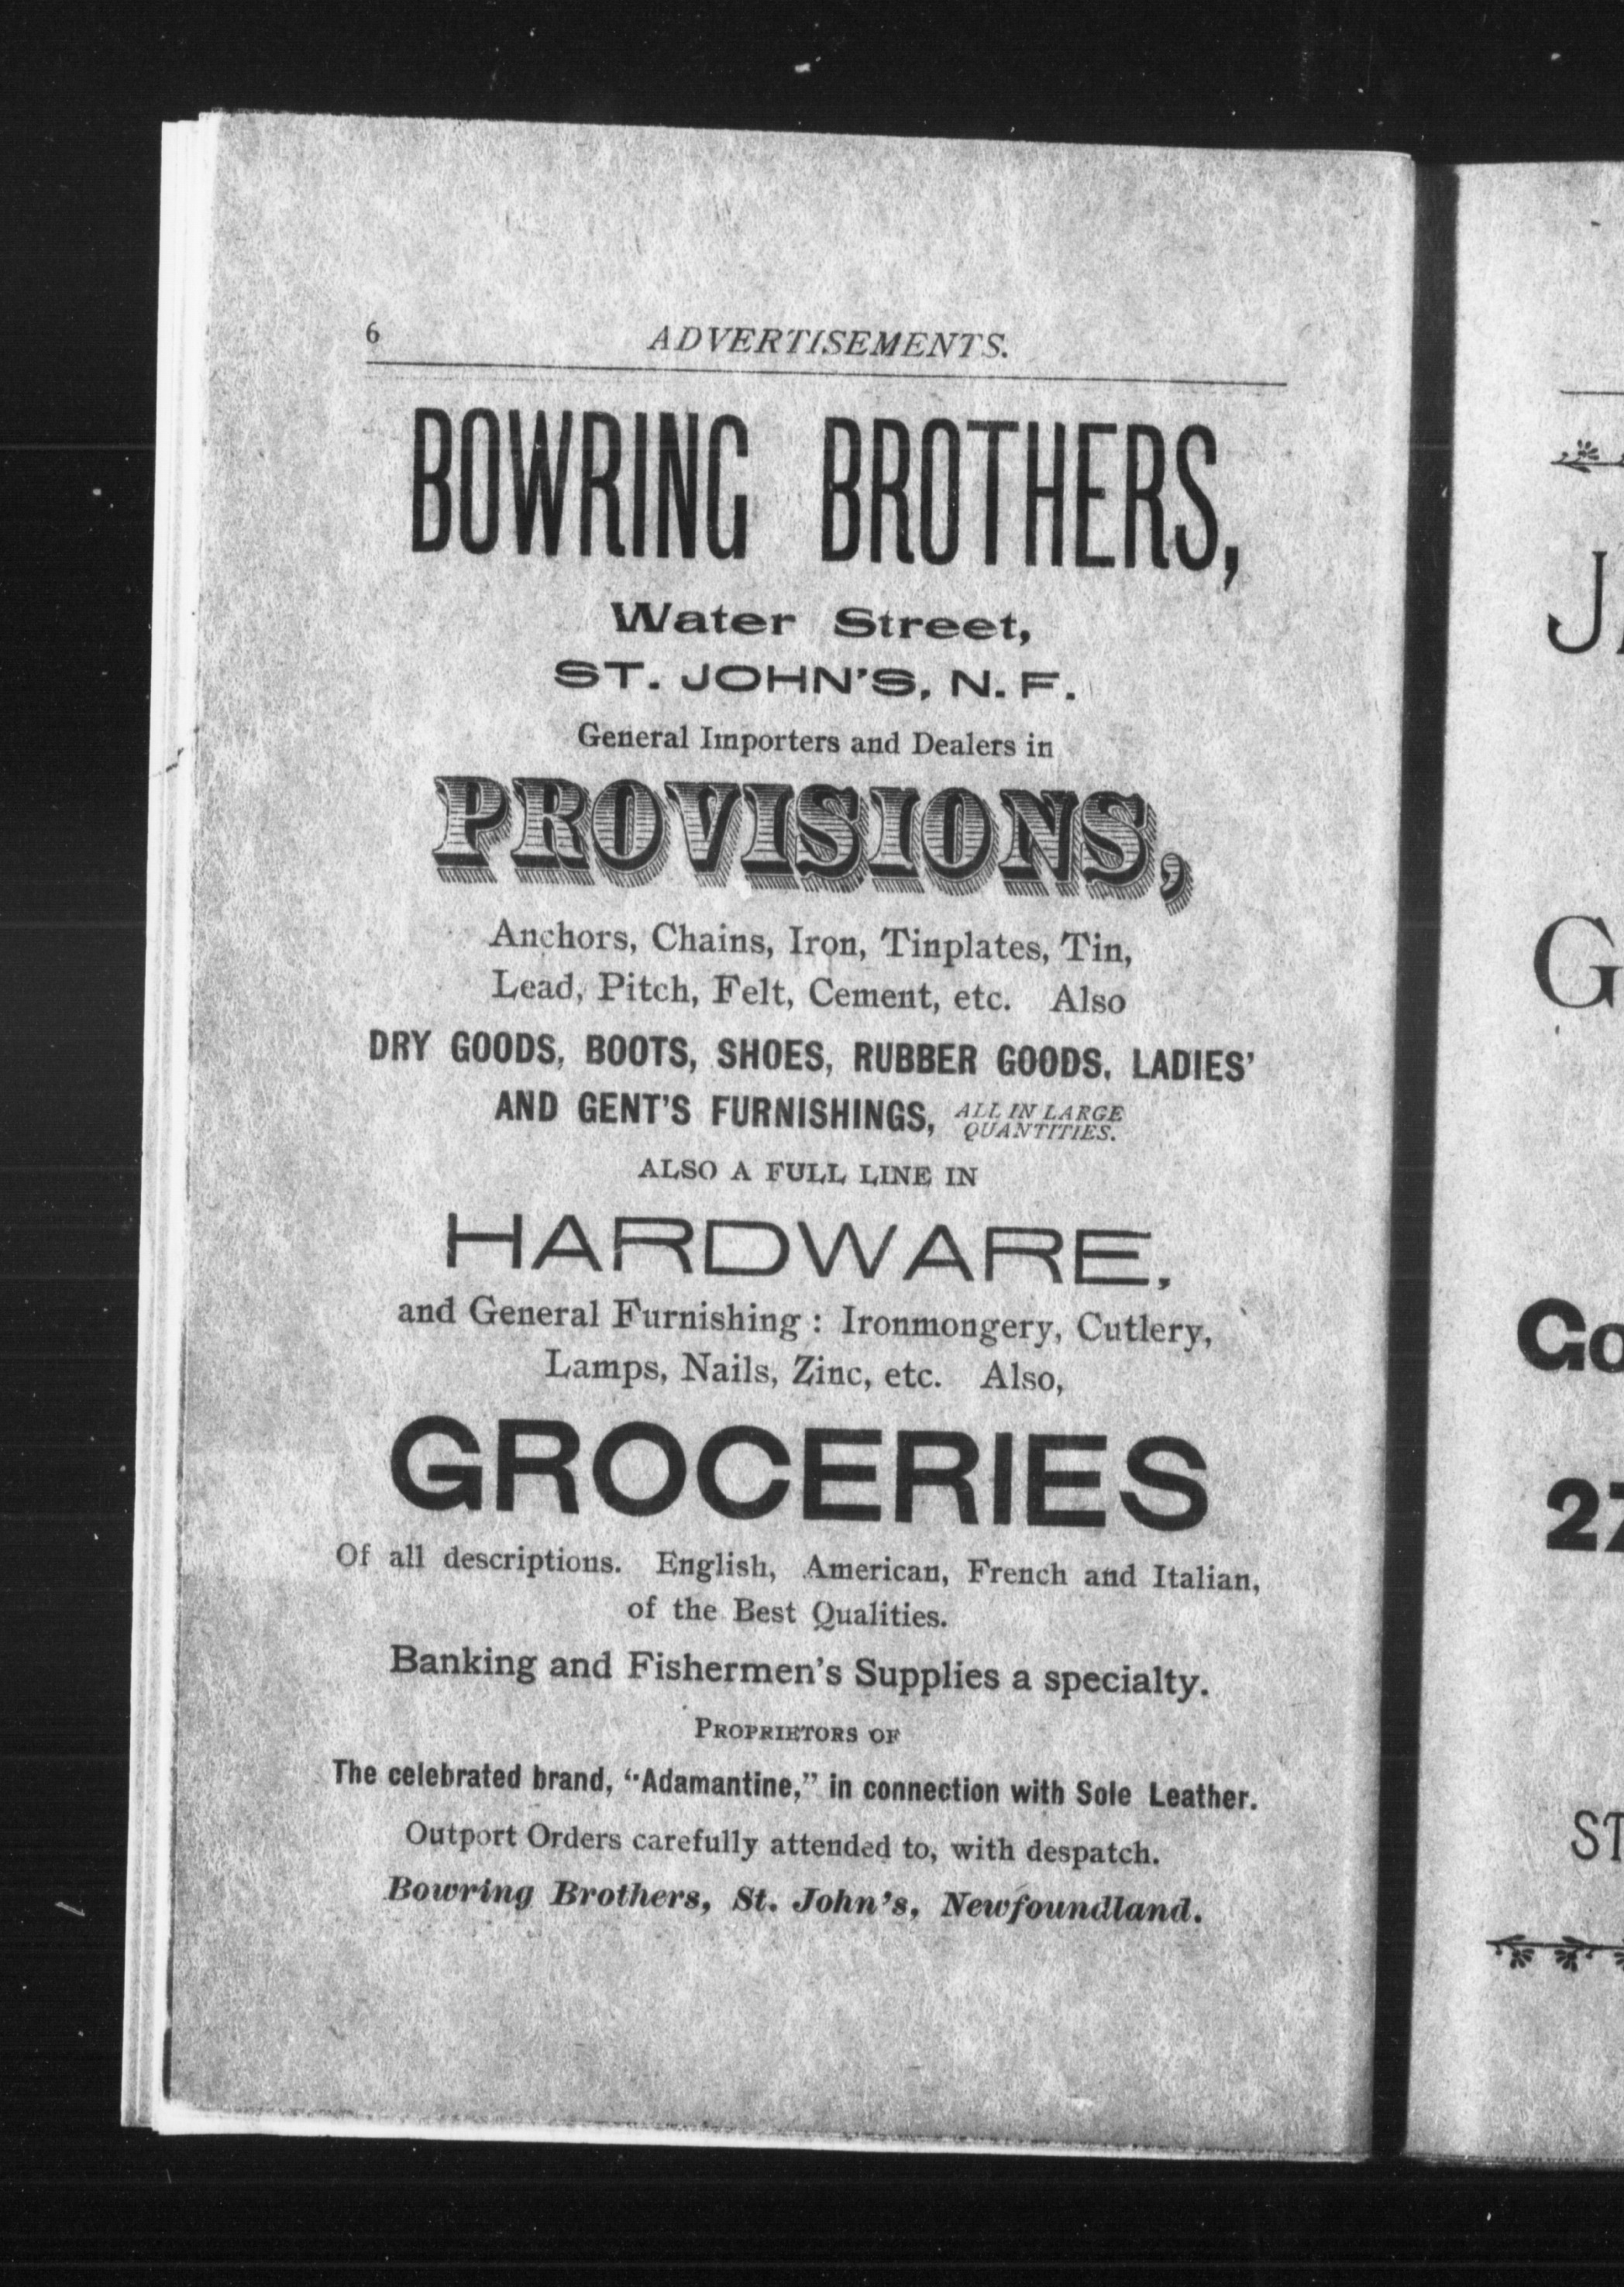 6 ADVERTISEMENTS.
BOWRING BROTHERS,
Water Street,
ST. JOHN'S, N. F.
General Importers and Dealers in
PROVISIONS,
Anchors, Chains, Iron, Tinplates, Tin,
Lead, Pitch, Felt, Cement, etc. Also
DRY GOODS, BOOTS, SHOES, RUBBER GOODS, LADIES'
AND GENT'S FURNISHINGS, ALL IN LARGE
QUANTITIES.
ALSO A FULL LINE IN
HARDWARE,
and General Furnishing : Ironmongery, Cutlery,
Lamps, Nails, Zinc, etc. Also,
GROCERIES
Of all descriptions. English, American, French and Italian,
of the Best Qualities.
Banking and Fishermen's Supplies a specialty.
PROPRIETORS OF
The celebrated brand, "Adamantine," in connection with Sole Leather.
Outport Orders carefully attended to, with despatch.
Bowring Brothers, St. John's, Newfoundland.